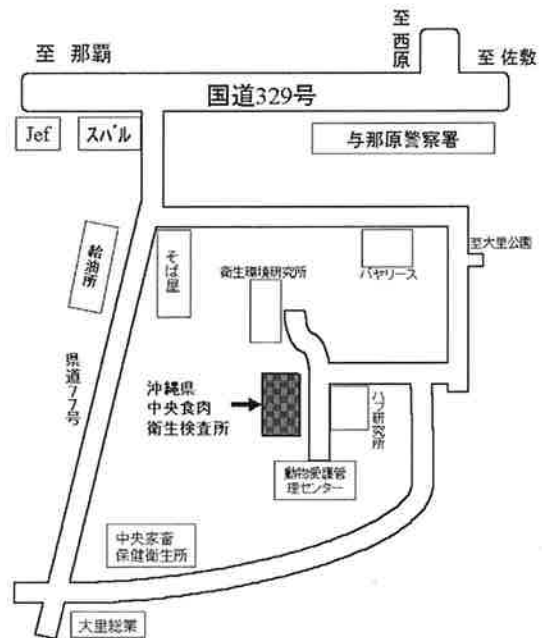 至 西原
至 那覇
至 佐敷
国道329号
Jef
スバル
与那原警察署
至大里公園
給油所
そば屋
衛生環境研究所
バヤリース
県道77号
沖縄県
中央食肉
衛生検査所
ハブ研究所
動物愛護管
理センター
中央家畜
保健衛生所
大里総業